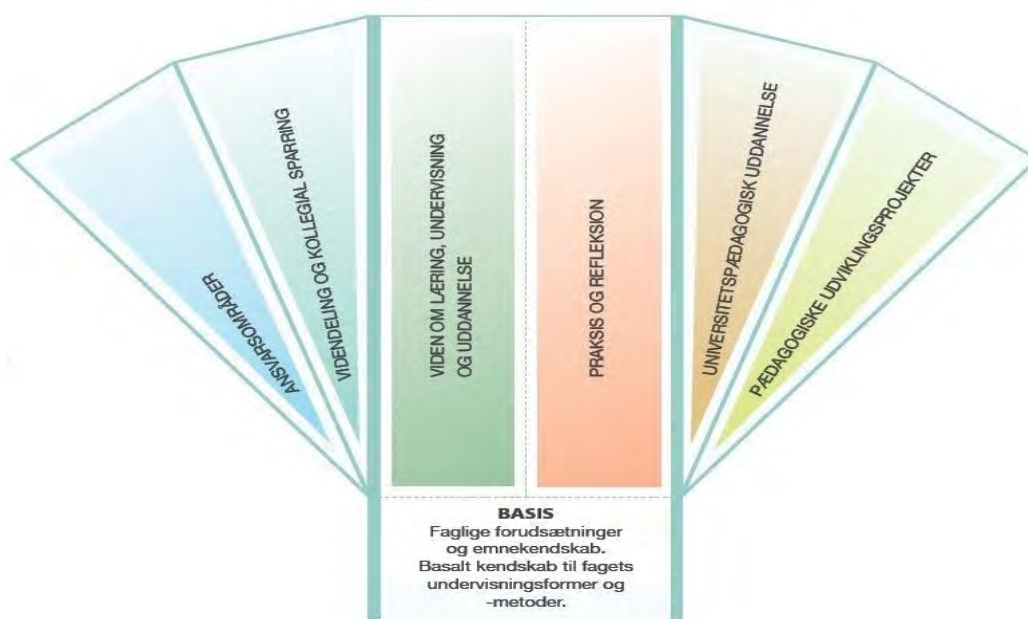 ANSVARSOMRÅDER
VIDENDELING OG KOLLEGIAL SPARRING
VIDEN OM LÆRING, UNDERVISNING
OG UDDANNELSE
PRAKSIS OG REFLEKSION
UNIVERSITETSPÆDAGOGISK UDDANNELSE
PÆDAGOGISKE UDVIKLINGSPROJEKTER
BASIS
Faglige forudsætninger
og emnekendskab.
Basalt kendskab til fagets
undervisningsformer og
-metoder.